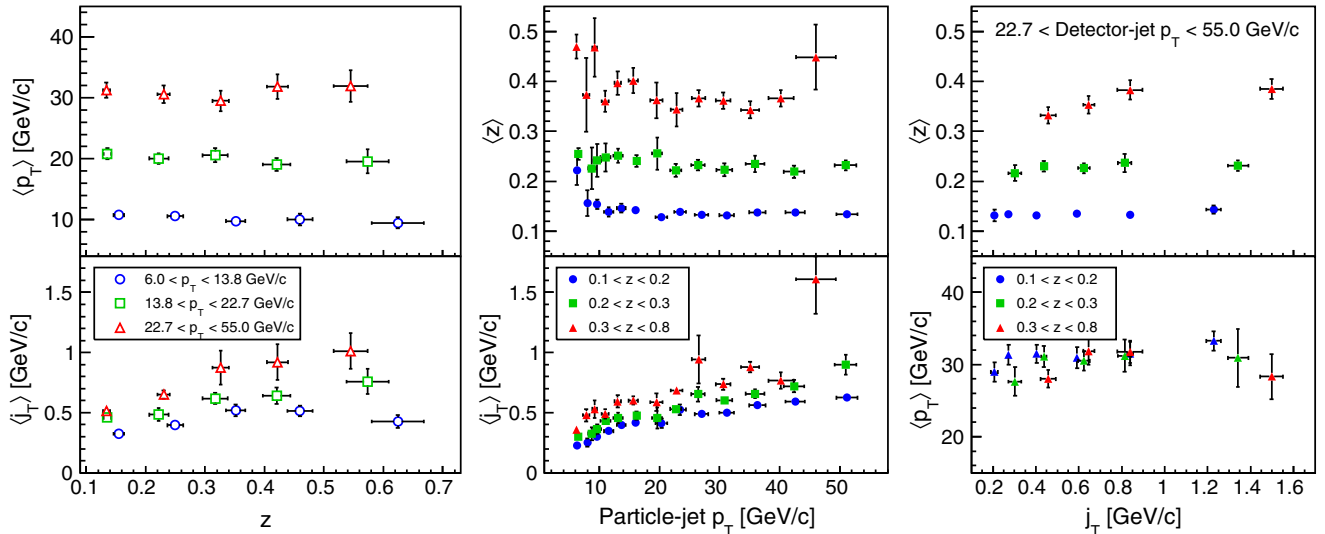 40
30
20
10
⟨p_T⟩ [GeV/c]
0.5
0.4
0.3
0.2
0.1
⟨z⟩
22.7 < Detector-jet p_T < 55.0 GeV/c
0.5
0.4
0.3
0.2
0.1
⟨z⟩
6.0 < p_T < 13.8 GeV/c
13.8 < p_T < 22.7 GeV/c
22.7 < p_T < 55.0 GeV/c
1.5
1
0.5
0
⟨j_T⟩ [GeV/c]
0.1 0.2 0.3 0.4 0.5 0.6 0.7
z
0.1 < z < 0.2
0.2 < z < 0.3
0.3 < z < 0.8
1.5
1
0.5
0
⟨j_T⟩ [GeV/c]
10 20 30 40 50
Particle-jet p_T [GeV/c]
0.1 < z < 0.2
0.2 < z < 0.3
0.3 < z < 0.8
40
30
20
⟨p_T⟩ [GeV/c]
0.2 0.4 0.6 0.8 1 1.2 1.4 1.6
j_T [GeV/c]